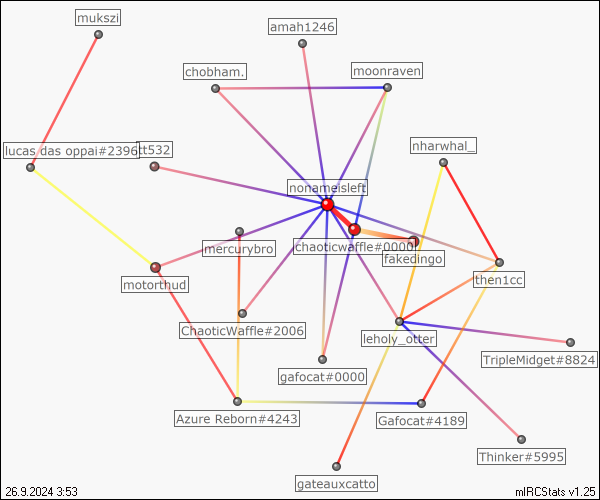 mukszi
amah1246
chobham.
moonraven
nharwhal_
lucas das oppai#2396
tt532
nonameisleft
mercurybro
chaoticwaffle#0000
fakedingo
motorthud
then1cc
ChaoticWaffle#2006
leholy_otter
TripleMidget#8824
gafocat#0000
Azure Reborn#4243
Gafocat#4189
Thinker#5995
gateauxcatto
26.9.2024 3:53
mIRCStats v1.25